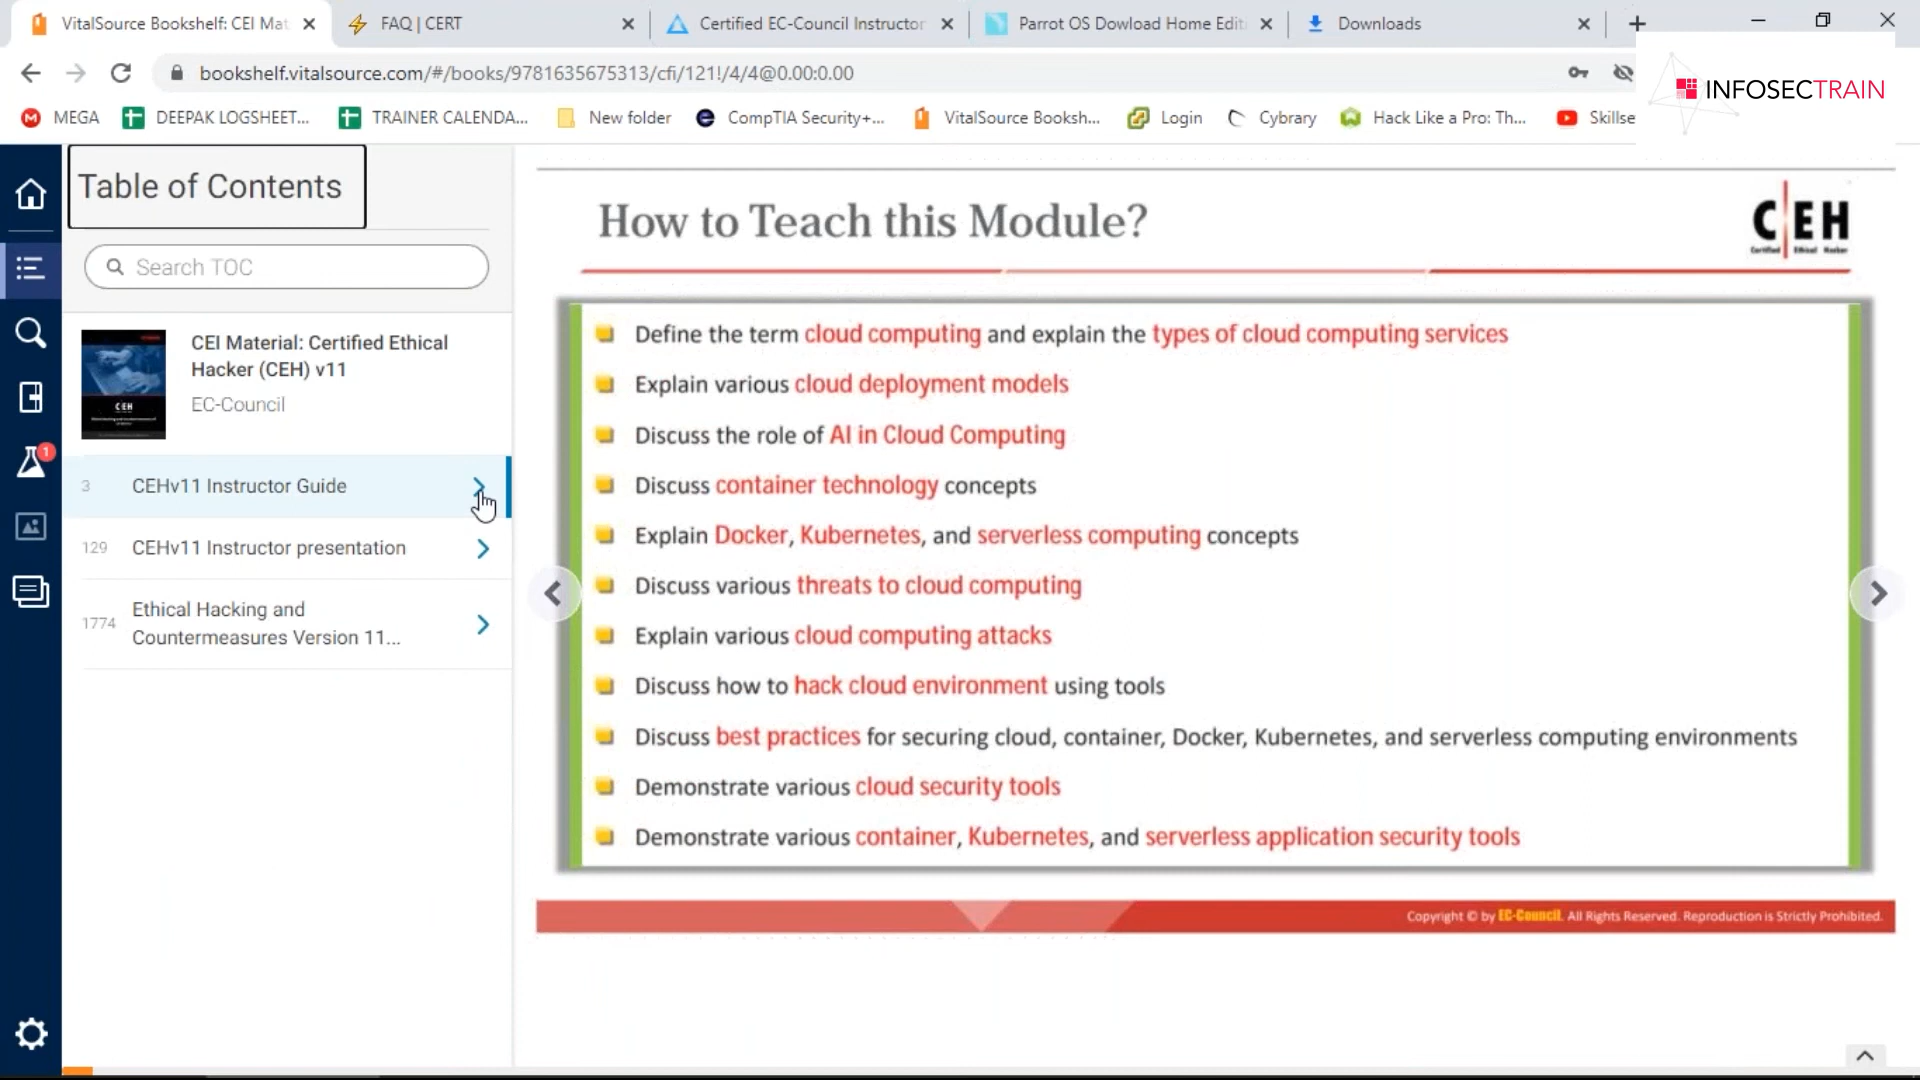 VitalSource Bookshelf: CEI Mat
FAQ | CERT
Certified EC-Council Instructor
Parrot OS Dowload Home Edit
Downloads
bookshelf.vitalsource.com/#/books/9781635675313/cfi/121!/4/4@0.00:0.00
INFOSECTRAIN
MEGA
DEEPAK LOGSHEET...
TRAINER CALENDA...
New folder
CompTIA Security+...
VitalSource Booksh...
Login
Cybrary
Hack Like a Pro: Th...
Skillse
Table of Contents
Search TOC
CEI Material: Certified Ethical
Hacker (CEH) v11
EC-Council
3 CEHv11 Instructor Guide
129 CEHv11 Instructor presentation
1774 Ethical Hacking and
Countermeasures Version 11...
1
How to Teach this Module?
CEH
Certified Ethical Hacker
Define the term cloud computing and explain the types of cloud computing services
Explain various cloud deployment models
Discuss the role of AI in Cloud Computing
Discuss container technology concepts
Explain Docker, Kubernetes, and serverless computing concepts
Discuss various threats to cloud computing
Explain various cloud computing attacks
Discuss how to hack cloud environment using tools
Discuss best practices for securing cloud, container, Docker, Kubernetes, and serverless computing environments
Demonstrate various cloud security tools
Demonstrate various container, Kubernetes, and serverless application security tools
Copyright © by EC-Council. All Rights Reserved. Reproduction is Strictly Prohibited.